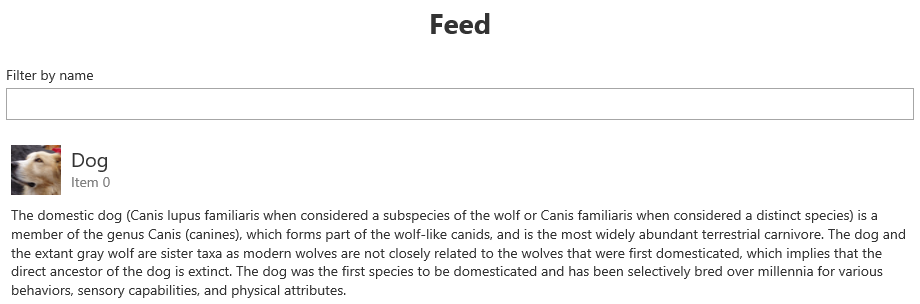 Feed
Filter by name
Dog
Item 0
The domestic dog (Canis lupus familiaris when considered a subspecies of the wolf or Canis familiaris when considered a distinct species) is a
member of the genus Canis (canines), which forms part of the wolf-like canids, and is the most widely abundant terrestrial carnivore. The dog and
the extant gray wolf are sister taxa as modern wolves are not closely related to the wolves that were first domesticated, which implies that the
direct ancestor of the dog is extinct. The dog was the first species to be domesticated and has been selectively bred over millennia for various
behaviors, sensory capabilities, and physical attributes.